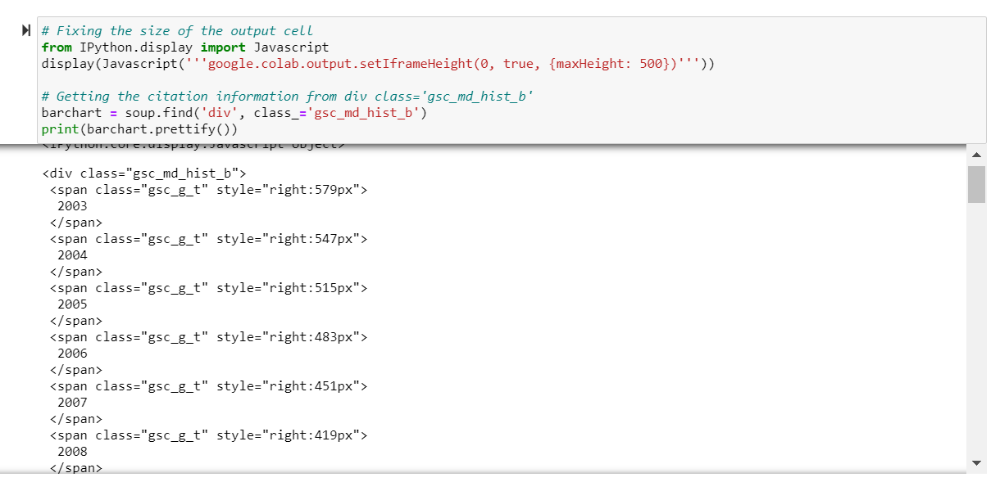 # Fixing the size of the output cell
from IPython.display import Javascript
display(Javascript('''google.colab.output.setIframeHeight(0, true, {maxHeight: 500})'''))

# Getting the citation information from div class='gsc_md_hist_b'
barchart = soup.find('div', class_='gsc_md_hist_b')
print(barchart.prettify())
<IPython.core.display.Javascript object>

<div class="gsc_md_hist_b">
 <span class="gsc_g_t" style="right:579px">
  2003
 </span>
 <span class="gsc_g_t" style="right:547px">
  2004
 </span>
 <span class="gsc_g_t" style="right:515px">
  2005
 </span>
 <span class="gsc_g_t" style="right:483px">
  2006
 </span>
 <span class="gsc_g_t" style="right:451px">
  2007
 </span>
 <span class="gsc_g_t" style="right:419px">
  2008
 </span>